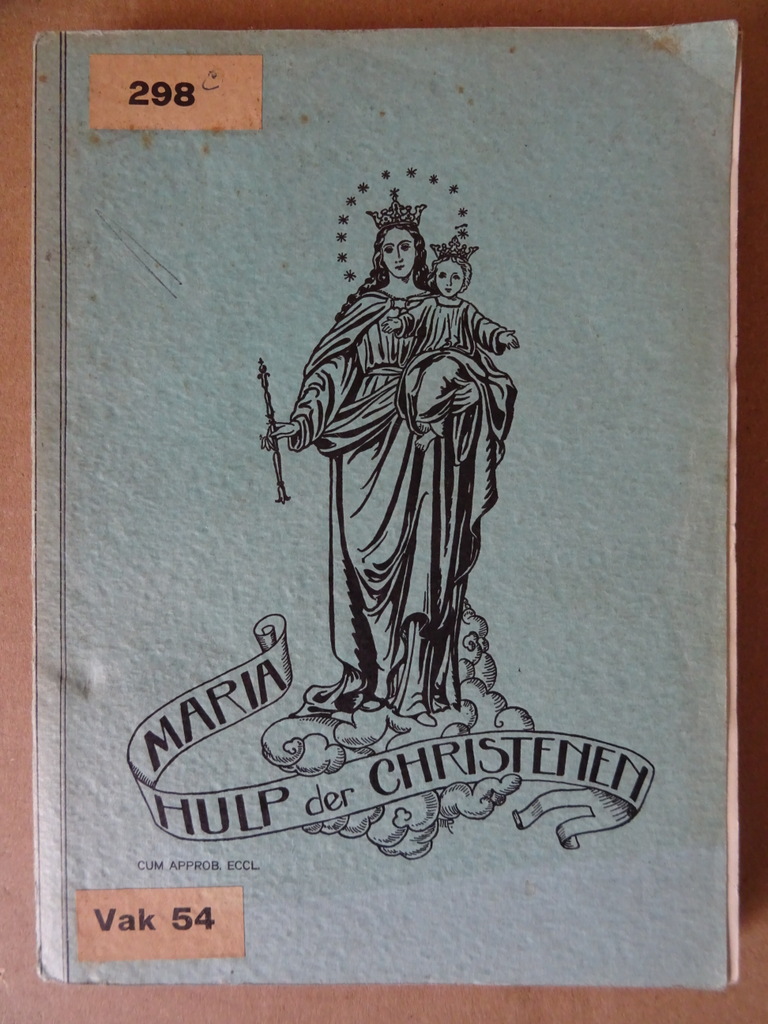 298 c
MARIA
HULP der CHRISTENEN
CUM APPROB. ECCL.
Vak 54